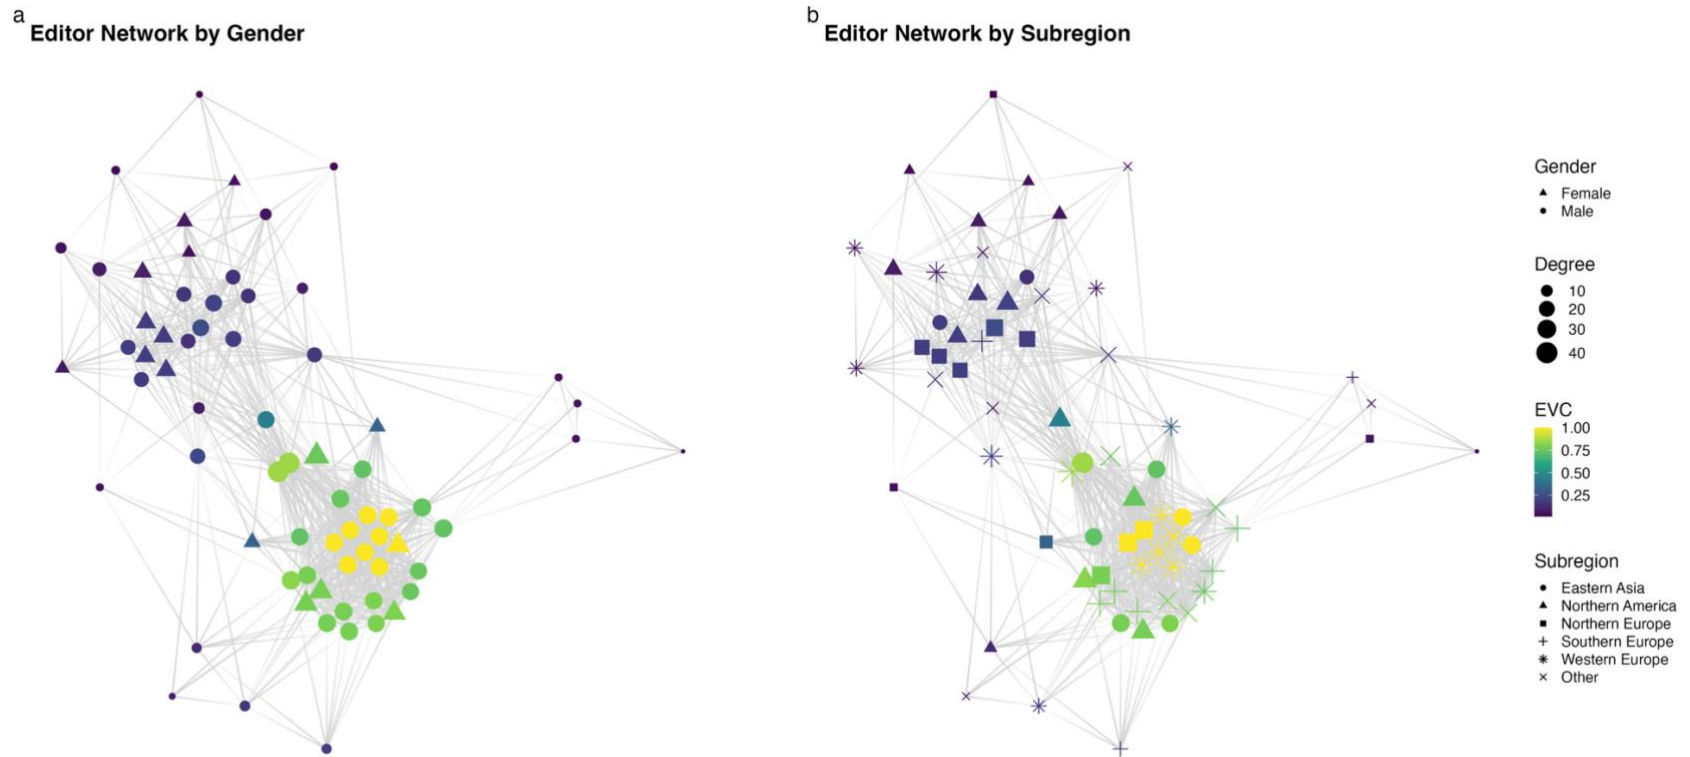 a
Editor Network by Gender
b
Editor Network by Subregion
Gender
Female
Male
Degree
10
20
30
40
EVC
1.00
0.75
0.50
0.25
Subregion
Eastern Asia
Northern America
Northern Europe
Southern Europe
Western Europe
Other